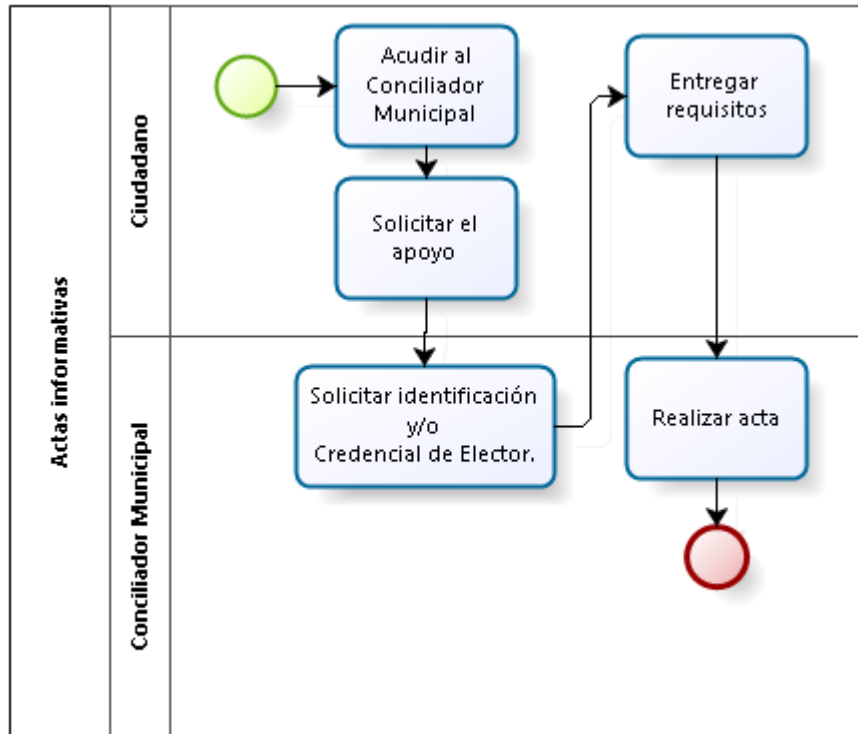 Actas informativas
Ciudadano
Acudir al
Conciliador
Municipal
Solicitar el
apoyo
Entregar
requisitos
Conciliador Municipal
Solicitar identificación
y/o
Credencial de Elector.
Realizar acta